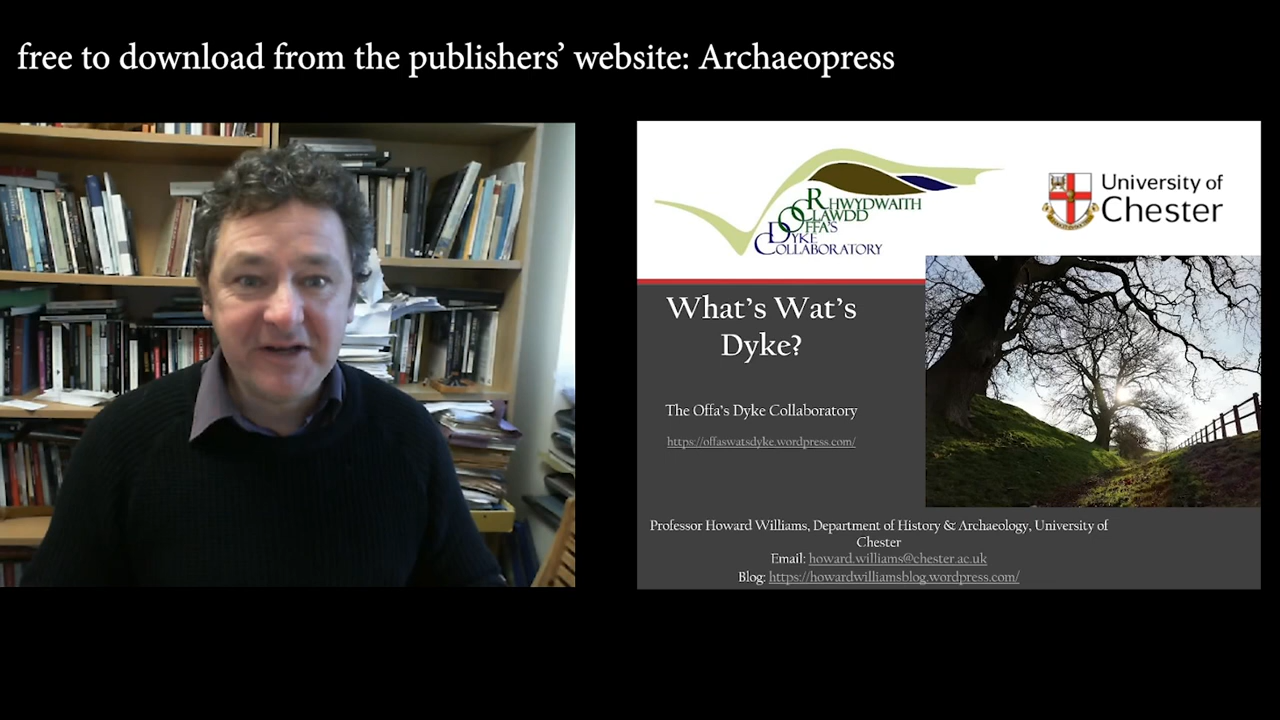 free to download from the publishers’ website: Archaeopress
RHWYDWAITH
CLAWDD
OFFA'S
DYKE
COLLABORATORY
University of
Chester
What’s Wat’s
Dyke?
The Offa’s Dyke Collaboratory
https://offaswatsdyke.wordpress.com/
Professor Howard Williams, Department of History & Archaeology, University of
Chester
Email: howard.williams@chester.ac.uk
Blog: https://howardwilliamsblog.wordpress.com/